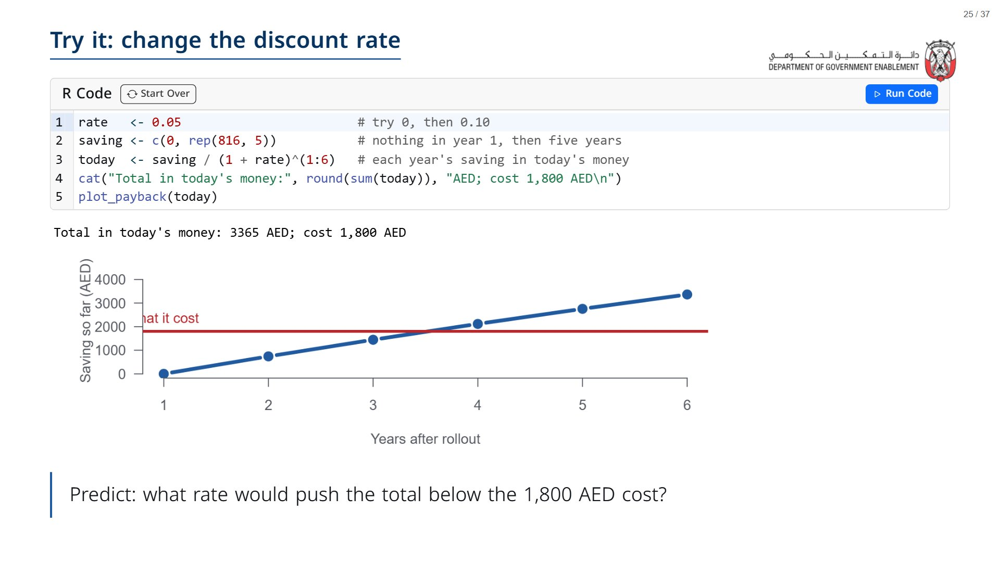 25 / 37
Try it: change the discount rate
دائرة التمكين الحكومي
DEPARTMENT OF GOVERNMENT ENABLEMENT
R Code
Start Over
Run Code
1 rate <- 0.05 # try 0, then 0.10
2 saving <- c(0, rep(816, 5)) # nothing in year 1, then five years
3 today <- saving / (1 + rate)^(1:6) # each year's saving in today's money
4 cat("Total in today's money:", round(sum(today)), "AED; cost 1,800 AED\n")
5 plot_payback(today)
Total in today's money: 3365 AED; cost 1,800 AED
Saving so far (AED)
4000
3000
2000
1000
0
hat it cost
1 2 3 4 5 6
Years after rollout
Predict: what rate would push the total below the 1,800 AED cost?